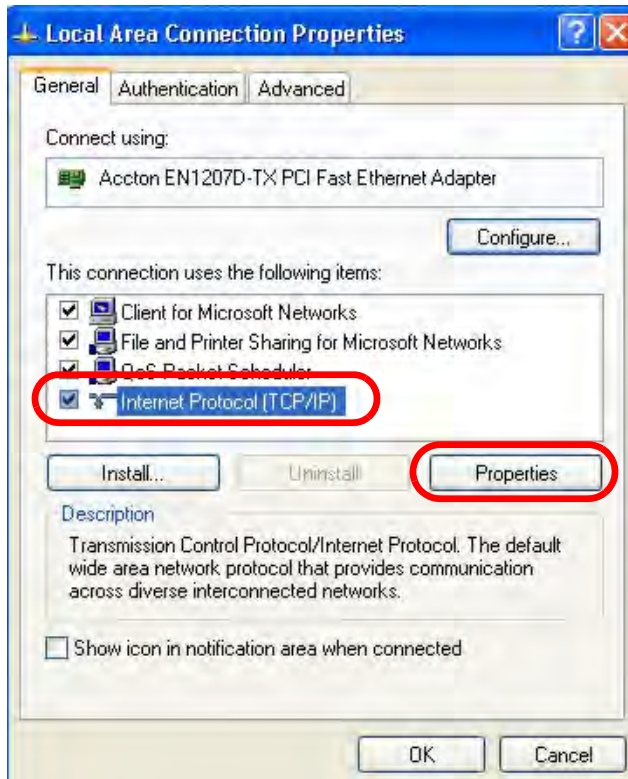 Local Area Connection Properties
General Authentication Advanced
Connect using:
Accton EN1207D-TX PCI Fast Ethernet Adapter
Configure...
This connection uses the following items:
Client for Microsoft Networks
File and Printer Sharing for Microsoft Networks
QoS Packet Scheduler
Internet Protocol (TCP/IP)
Install... Uninstall Properties
Description
Transmission Control Protocol/Internet Protocol. The default
wide area network protocol that provides communication
across diverse interconnected networks.
Show icon in notification area when connected
OK Cancel